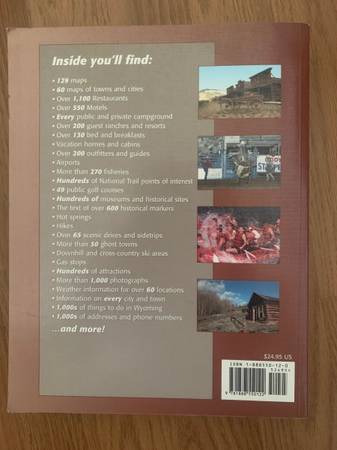 Inside you'll find:
• 129 maps
• 60 maps of towns and cities
• Over 1,100 Restaurants
• Over 550 Motels
• Every public and private campground
• Over 200 guest ranches and resorts
• Over 130 bed and breakfasts
• Vacation homes and cabins
• Over 200 outfitters and guides
• Airports
• More than 270 fisheries
• Hundreds of National Trail points of interest
• 49 public golf courses
• Hundreds of museums and historical sites
• The text of over 600 historical markers
• Hot springs
• Hikes
• Over 65 scenic drives and sidetrips
• More than 50 ghost towns
• Downhill and cross-country ski areas
• Gas stops
• Hundreds of attractions
• More than 1,000 photographs
• Weather information for over 60 locations
• Information on every city and town
• 1,000s of things to do in Wyoming
• 1,000s of addresses and phone numbers
...and more!
$24.95 US